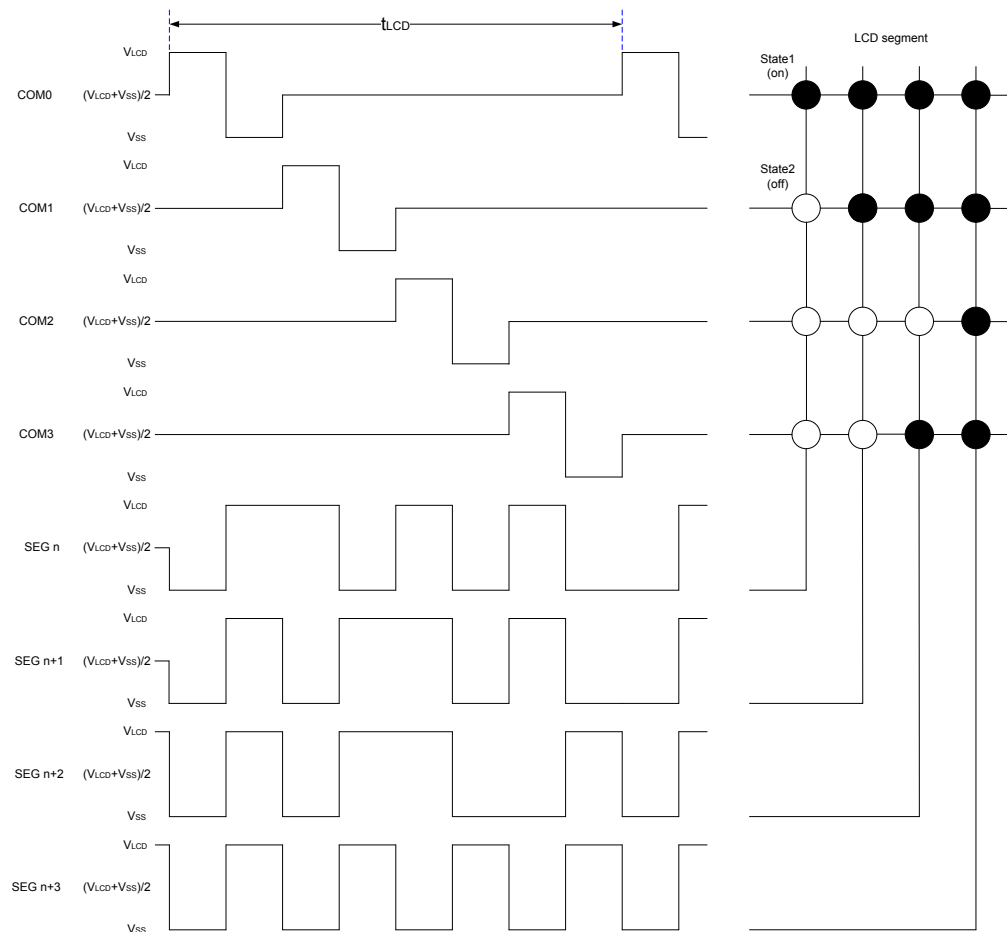 tLCD
LCD segment
VLCD
COM0 (VLCD+VSS)/2
VSS
State1
(on)
VLCD
COM1 (VLCD+VSS)/2
VSS
State2
(off)
VLCD
COM2 (VLCD+VSS)/2
VSS
VLCD
COM3 (VLCD+VSS)/2
VSS
VLCD
SEG n (VLCD+VSS)/2
VSS
VLCD
SEG n+1 (VLCD+VSS)/2
VSS
VLCD
SEG n+2 (VLCD+VSS)/2
VSS
VLCD
SEG n+3 (VLCD+VSS)/2
VSS